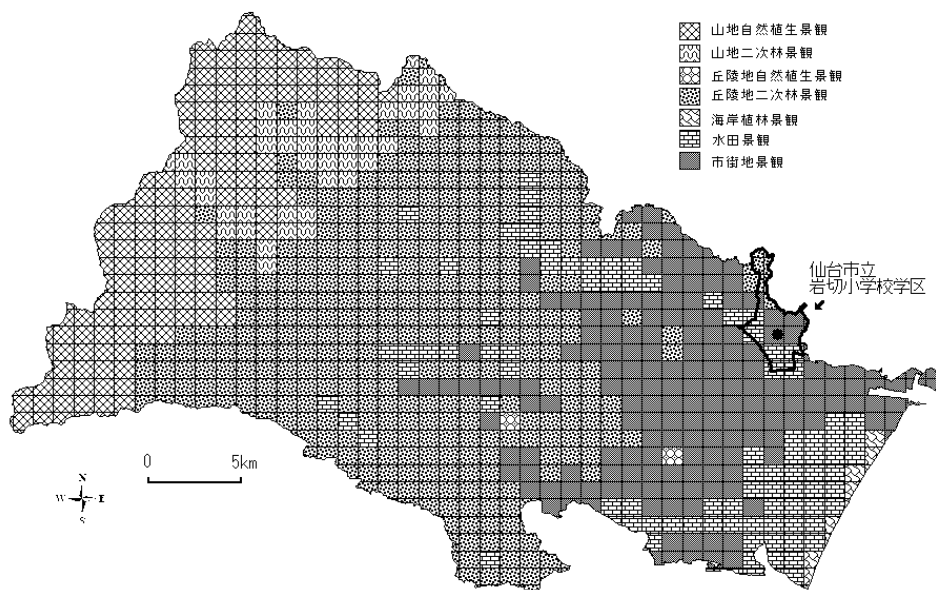 山地自然植生景観
山地二次林景観
丘陵地自然植生景観
丘陵地二次林景観
海岸植林景観
水田景観
市街地景観
仙台市立
岩切小学校学区
0 5km
N
W E
S